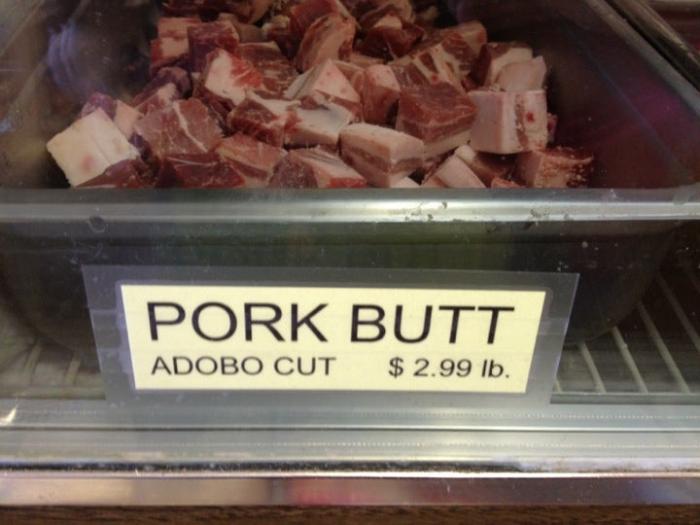 PORK BUTT
ADOBO CUT $ 2.99 lb.